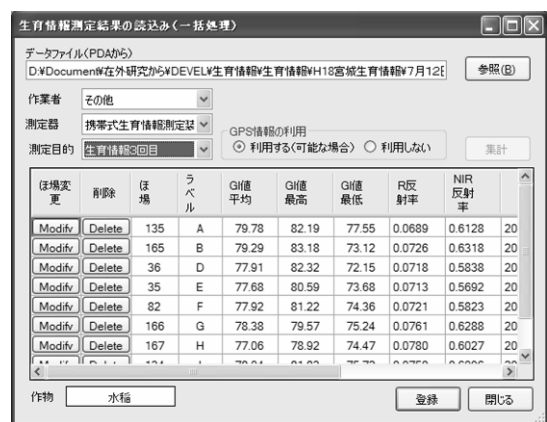 生育情報測定結果の読込み(一括処理)
データファイル(PDAから)
D:¥Document¥在外研究から¥DEVEL¥生育情報¥生育情報¥H18宮城生育情報¥7月12E 参照(B)
作業者 その他
測定器 携帯式生育情報測定装
GPS情報の利用
測定目的 生育情報3回目 利用する(可能な場合) 利用しない 集計
ほ場変更 削除 ほ場 ラベル GI値平均 GI値最高 GI値最低 R反射率 NIR反射率
Modify Delete 135 A 79.78 82.19 77.55 0.0689 0.6128 20
Modify Delete 165 B 79.29 83.18 73.12 0.0726 0.6318 20
Modify Delete 36 D 77.91 82.32 72.15 0.0718 0.5838 20
Modify Delete 35 E 77.68 80.59 73.68 0.0713 0.5692 20
Modify Delete 82 F 77.92 81.22 74.36 0.0721 0.5823 20
Modify Delete 166 G 78.38 79.57 75.24 0.0761 0.6288 20
Modify Delete 167 H 77.06 78.92 74.47 0.0780 0.6027 20
作物 水稲 登録 閉じる